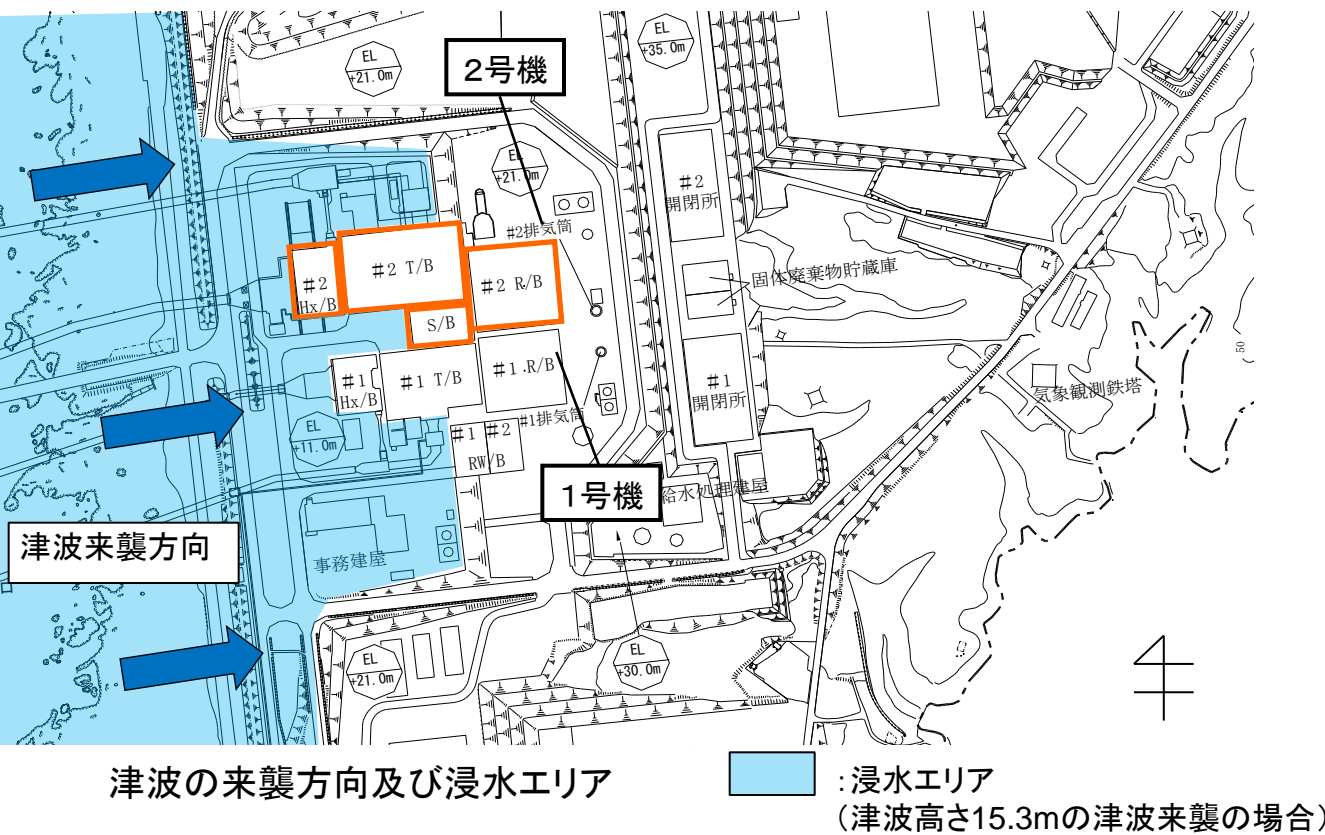 EL
+21.0m
2号機
EL
+35.0m
EL
+21.0m
#2
開閉所
#2排気筒
#2
Hx/B
#2 T/B
#2 R/B
S/B
固体廃棄物貯蔵庫
#1
Hx/B
#1 T/B
#1.R/B
#1
開閉所
気象観測鉄塔
50
EL
+11.0m
#1排気筒
#1 #2
RW/B
1号機
給水処理建屋
津波来襲方向
事務建屋
EL
+21.0m
EL
+30.0m
津波の来襲方向及び浸水エリア
:浸水エリア
(津波高さ15.3mの津波来襲の場合)